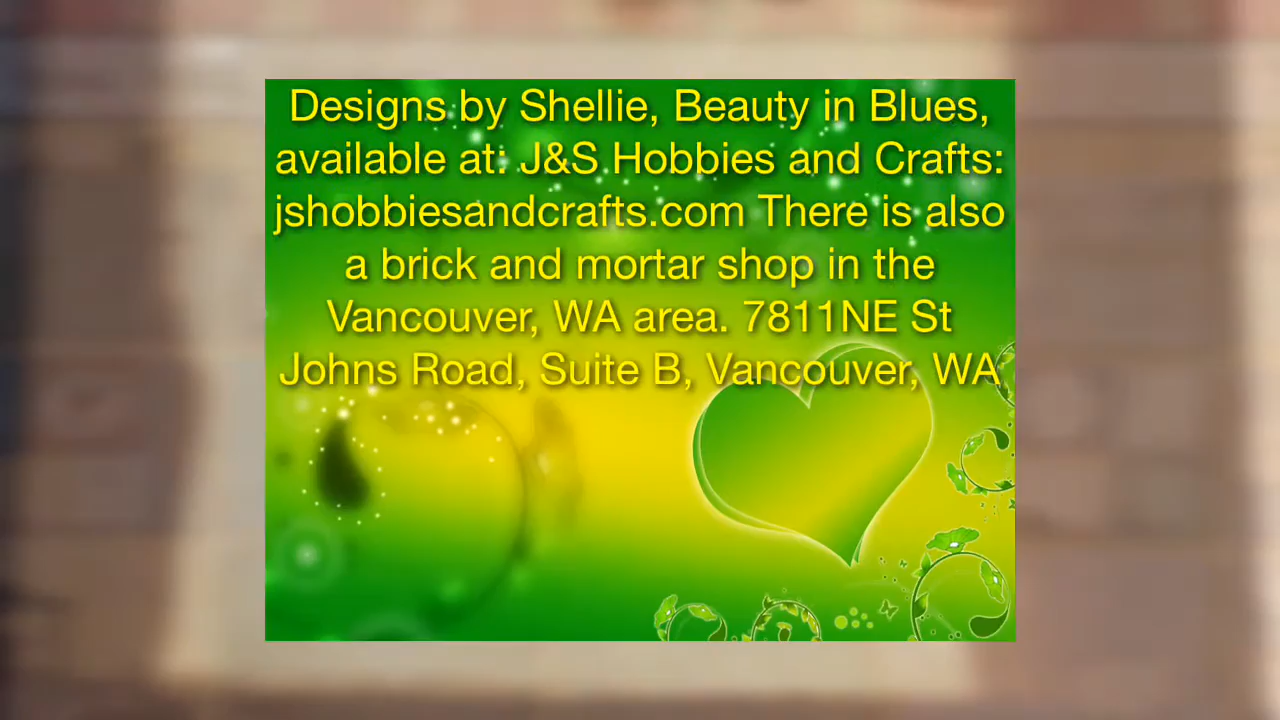 Designs by Shellie, Beauty in Blues,
available at: J&S Hobbies and Crafts:
jshobbiesandcrafts.com There is also
a brick and mortar shop in the
Vancouver, WA area. 7811NE St
Johns Road, Suite B, Vancouver, WA